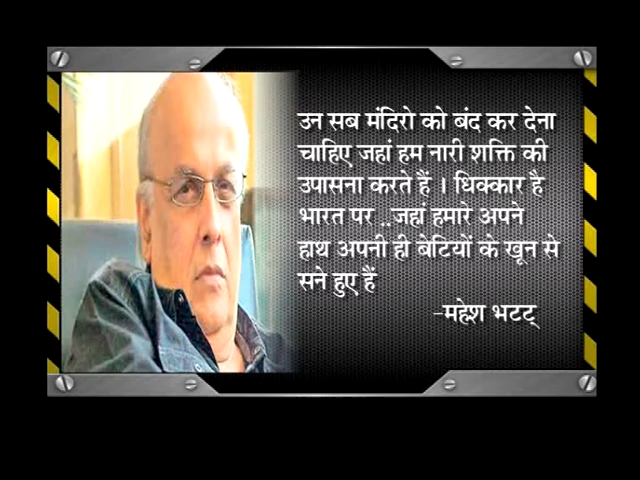 उन सब मंदिरो को बंद कर देना
चाहिए जहां हम नारी शक्ति की
उपासना करते हैं । धिक्कार है
भारत पर ..जहां हमारे अपने
हाथ अपनी ही बेटियों के खून से
सने हुए हैं
-महेश भटट्